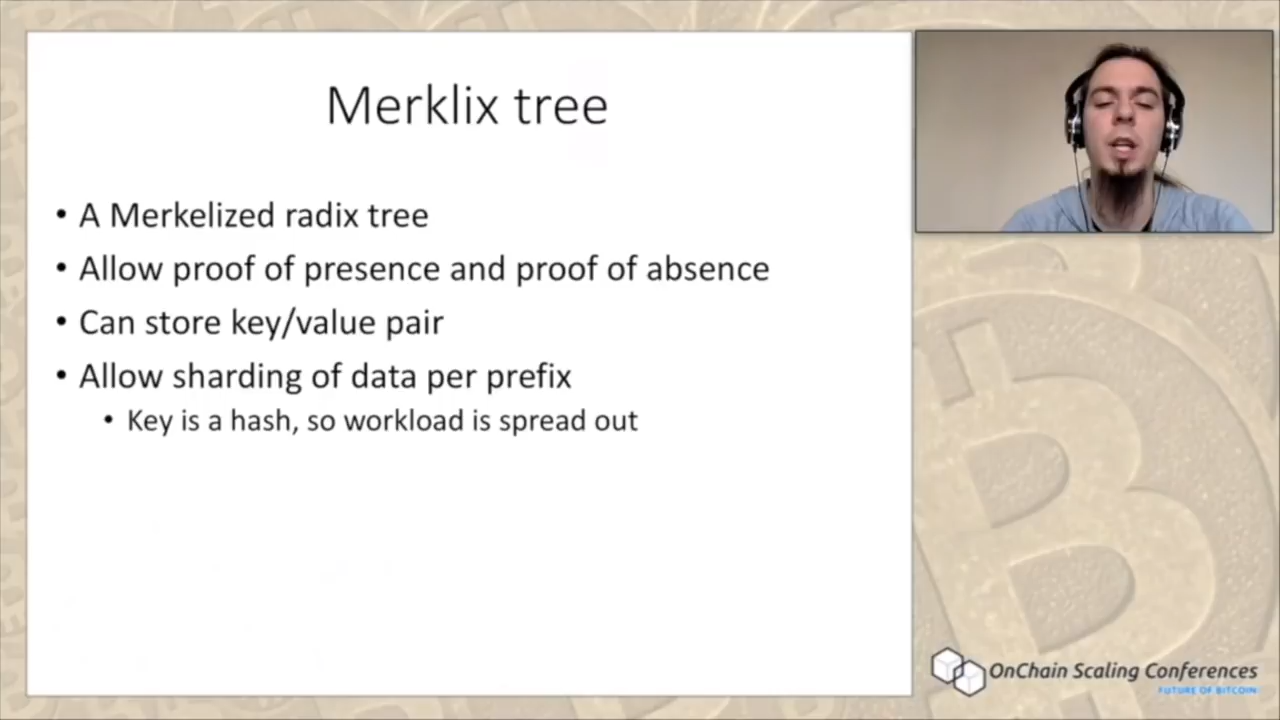 Merklix tree
• A Merkelized radix tree
• Allow proof of presence and proof of absence
• Can store key/value pair
• Allow sharding of data per prefix
• Key is a hash, so workload is spread out
OnChain Scaling Conferences
FUTURE OF BITCOIN